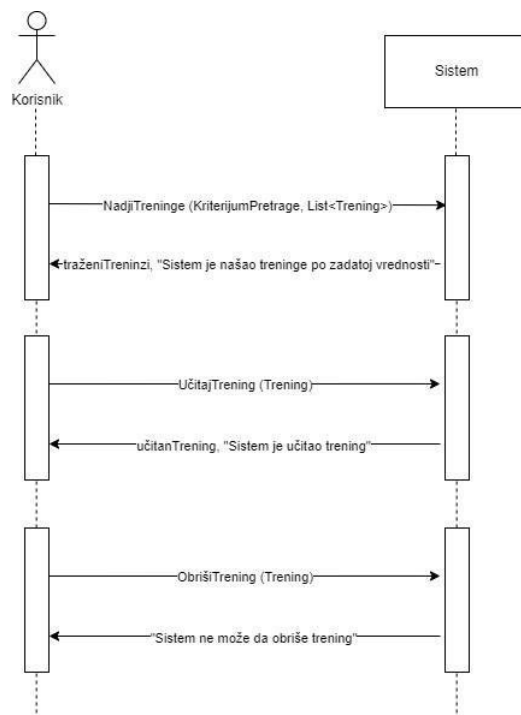 Korisnik
Sistem
NadjiTreninge (KriterijumPretrage, List<Trening>)
traženiTreninzi, "Sistem je našao treninge po zadatoj vrednosti"
UčitajTrening (Trening)
učitanTrening, "Sistem je učitao trening"
ObrišiTrening (Trening)
"Sistem ne može da obriše trening"